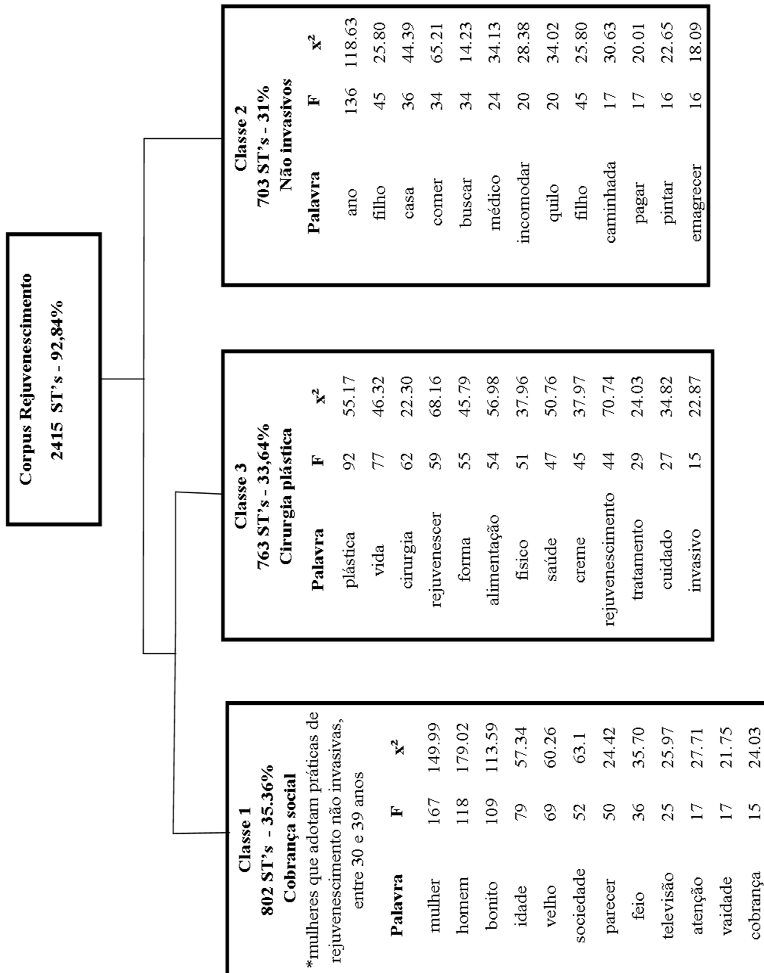 Corpus Rejuvenescimento
2415 ST's - 92,84%
Classe 1
802 ST's - 35.36%
Cobrança social
*mulheres que adotam práticas de
rejuvenescimento não invasivas,
entre 30 e 39 anos
Palavra F x²
mulher 167 149.99
homem 118 179.02
bonito 109 113.59
idade 79 57.34
velho 69 60.26
sociedade 52 63.1
parecer 50 24.42
feio 36 35.70
televisão 25 25.97
atenção 17 27.71
vaidade 17 21.75
cobrança 15 24.03
Classe 3
763 ST's - 33,64%
Cirurgia plástica
Palavra F x²
plástica 92 55.17
vida 77 46.32
cirurgia 62 22.30
rejuvenescer 59 68.16
forma 55 45.79
alimentação 54 56.98
físico 51 37.96
saúde 47 50.76
creme 45 37.97
rejuvenescimento 44 70.74
tratamento 29 24.03
cuidado 27 34.82
invasivo 15 22.87
Classe 2
703 ST's - 31%
Não invasivos
Palavra F x²
ano 136 118.63
filho 45 25.80
casa 36 44.39
comer 34 65.21
buscar 34 14.23
médico 24 34.13
incomodar 20 28.38
quilo 20 34.02
filho 45 25.80
caminhada 17 30.63
pagar 17 20.01
pintar 16 22.65
emagrecer 16 18.09